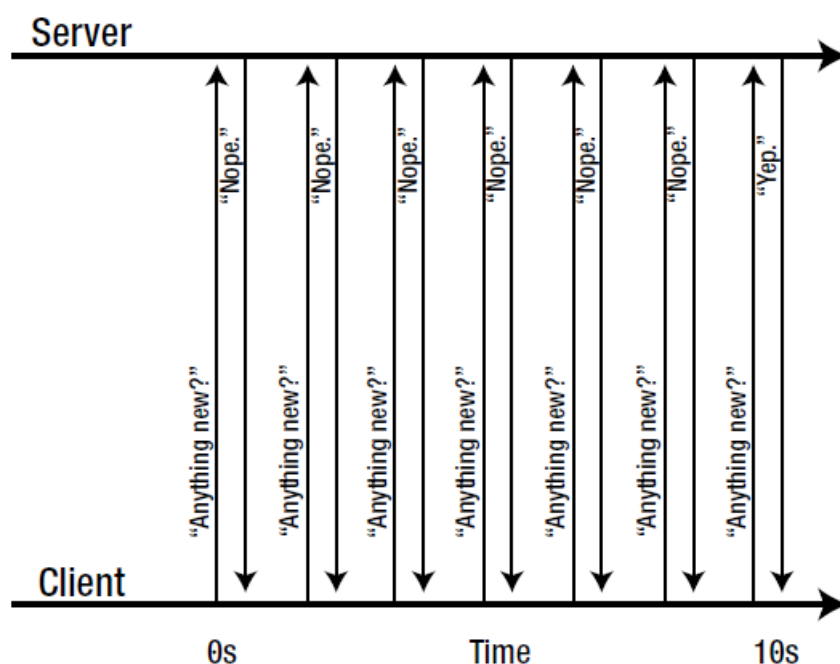 Server
“Nope.”
“Nope.”
“Nope.”
“Nope.”
“Nope.”
“Nope.”
“Yep.”
“Anything new?”
“Anything new?”
“Anything new?”
“Anything new?”
“Anything new?”
“Anything new?”
“Anything new?”
Client
0s Time 10s